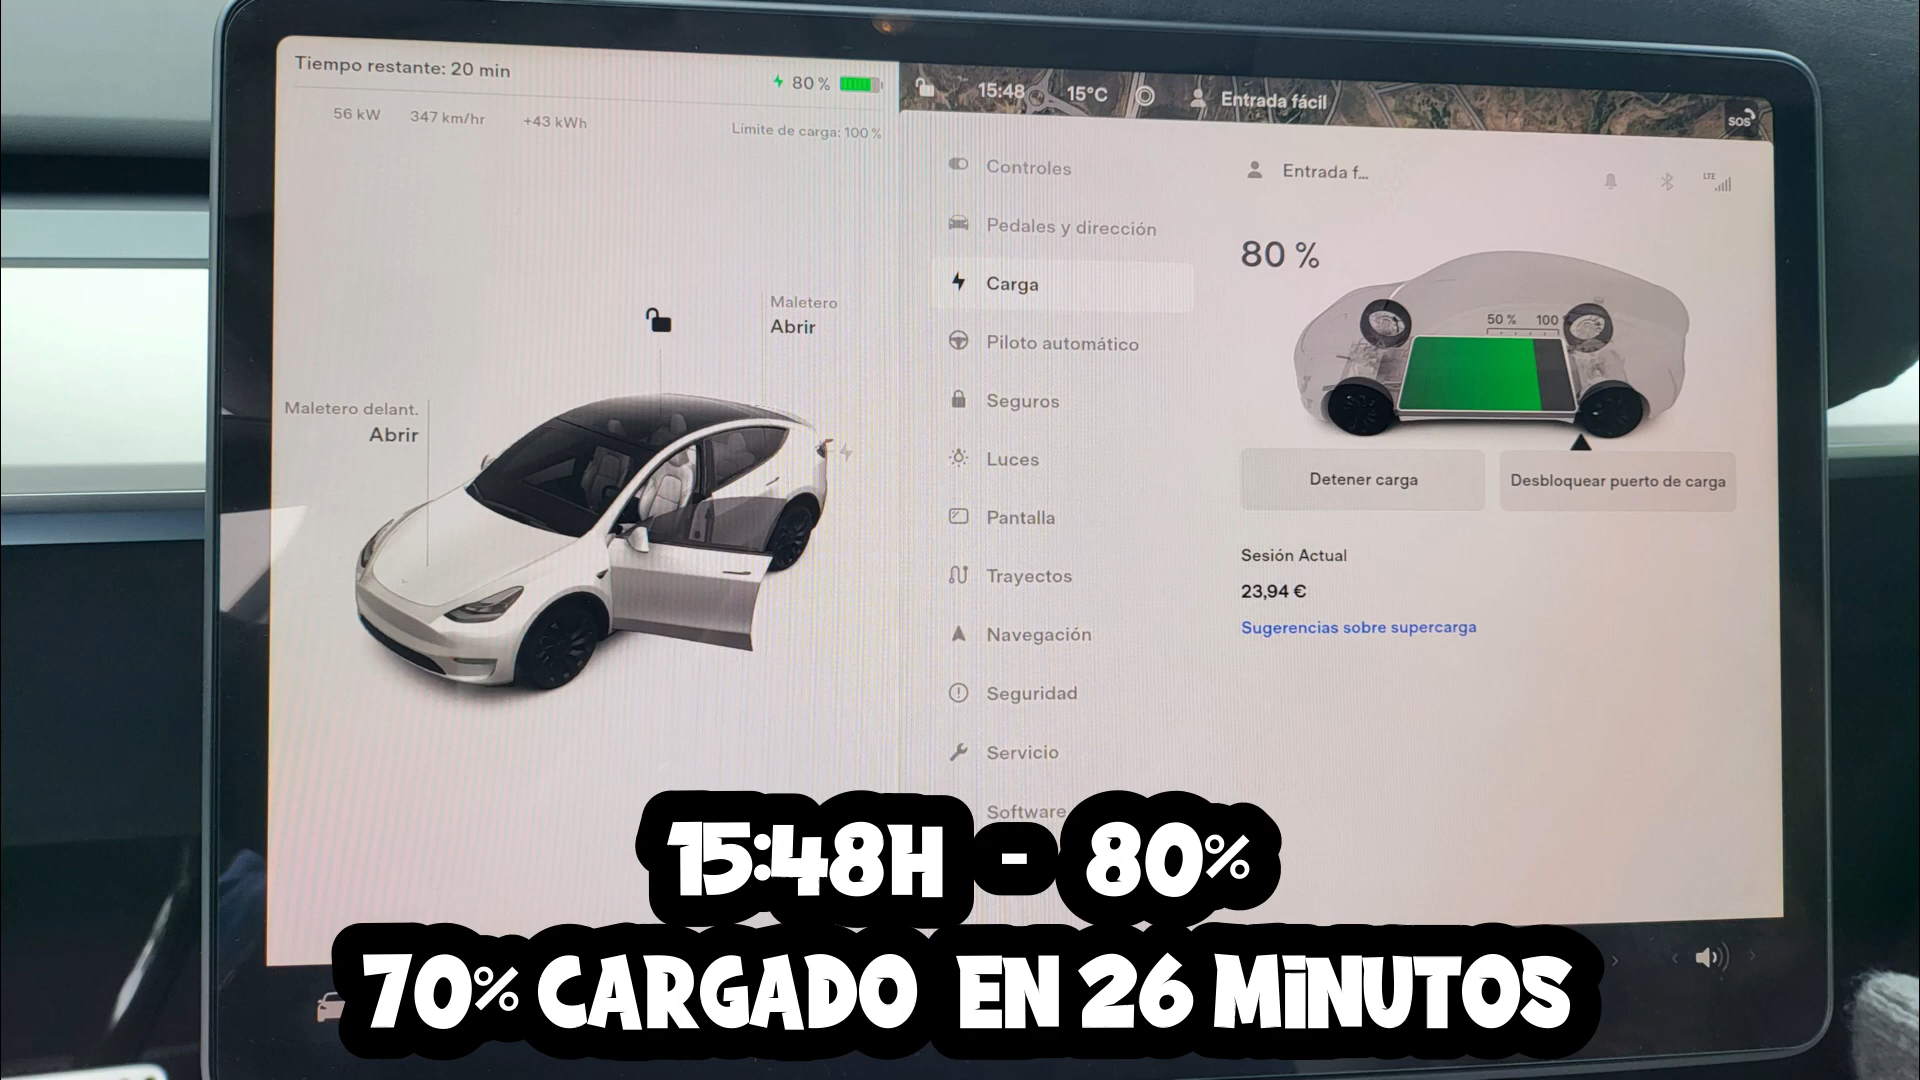 Tiempo restante: 20 min
80 %
56 kW
347 km/hr
+43 kWh
Límite de carga: 100 %
15:48
15°C
Entrada fácil
SOS
Controles
Entrada f...
LTE
Pedales y dirección
80 %
Carga
Maletero
Abrir
50 %
100
Piloto automático
Maletero delant.
Abrir
Seguros
Luces
Detener carga
Desbloquear puerto de carga
Pantalla
Sesión Actual
Trayectos
23,94 €
Navegación
Sugerencias sobre supercarga
Seguridad
Servicio
Software
15:48H - 80%
70% CARGADO EN 26 MINUTOS